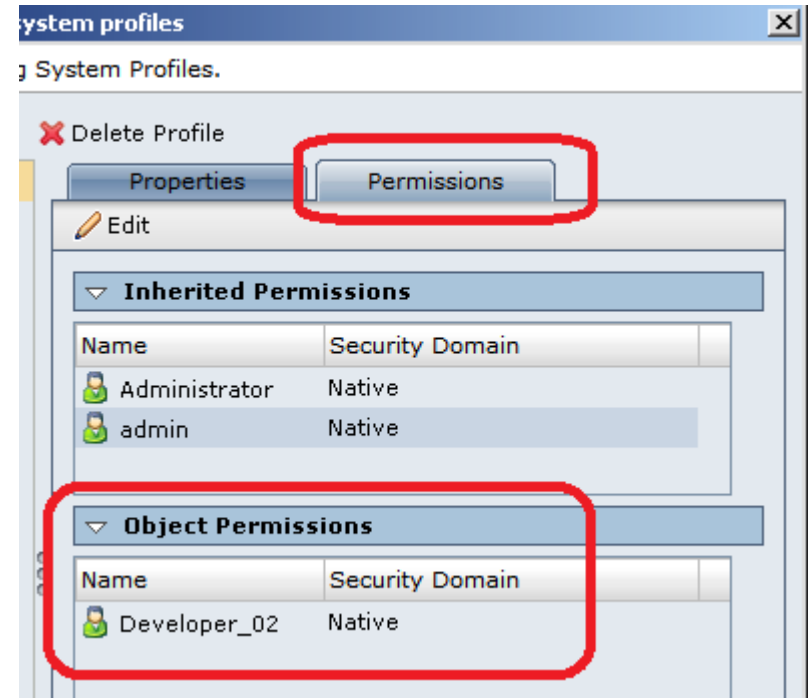 ystem profiles
g System Profiles.
Delete Profile
Properties Permissions
Edit
Inherited Permissions
Name Security Domain
Administrator Native
admin Native
Object Permissions
Name Security Domain
Developer_02 Native